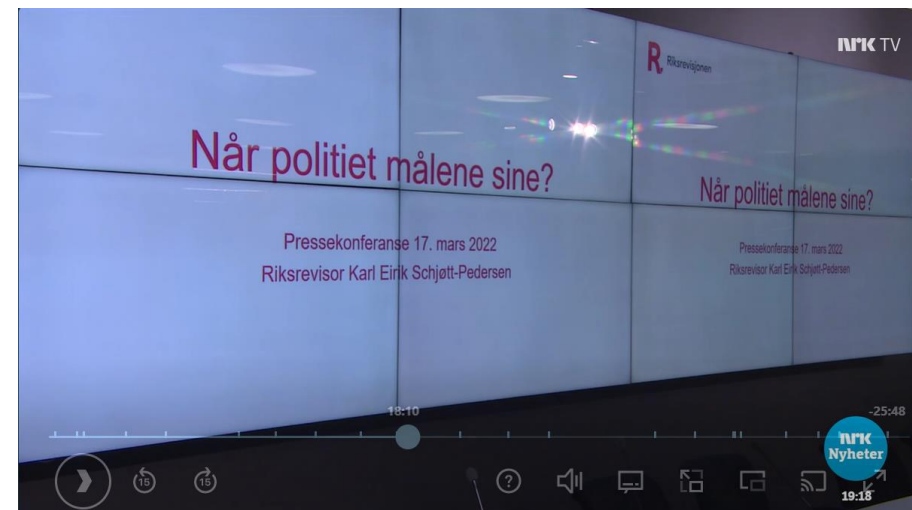 nrk TV
R Riksrevisjonen
Når politiet målene sine?
Pressekonferanse 17. mars 2022
Riksrevisor Karl Eirik Schjøtt-Pedersen
Når politiet målene sine?
Pressekonferanse 17. mars 2022
Riksrevisor Karl Eirik Schjøtt-Pedersen
18:10
-25:48
nrk
Nyheter
15
15
?
19:18